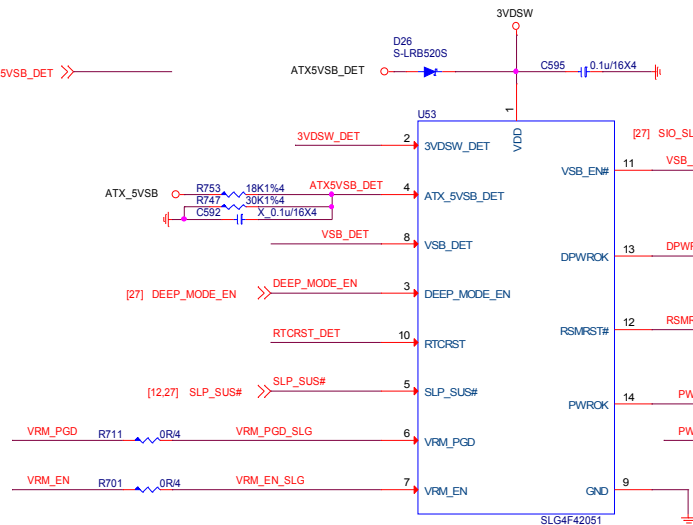 3VDSW
D26
S-LRB520S
5VSB_DET
ATX5VSB_DET
C595 0.1u/16X4
U53
1
VDD
3VDSW_DET 2 3VDSW_DET
[27] SIO_SL
VSB_EN# 11 VSB_
ATX_5VSB R753 18K1%4 ATX5VSB_DET 4 ATX_5VSB_DET
R747 30K1%4
C592 X_0.1u/16X4
VSB_DET 8 VSB_DET
DPWROK 13 DPWR
[27] DEEP_MODE_EN DEEP_MODE_EN 3 DEEP_MODE_EN
RTCRST_DET 10 RTCRST
RSMRST# 12 RSMR
[12,27] SLP_SUS# SLP_SUS# 5 SLP_SUS#
PWROK 14 PW
VRM_PGD R711 0R/4 VRM_PGD_SLG 6 VRM_PGD
PW
VRM_EN R701 0R/4 VRM_EN_SLG 7 VRM_EN
GND 9
SLG4F42051